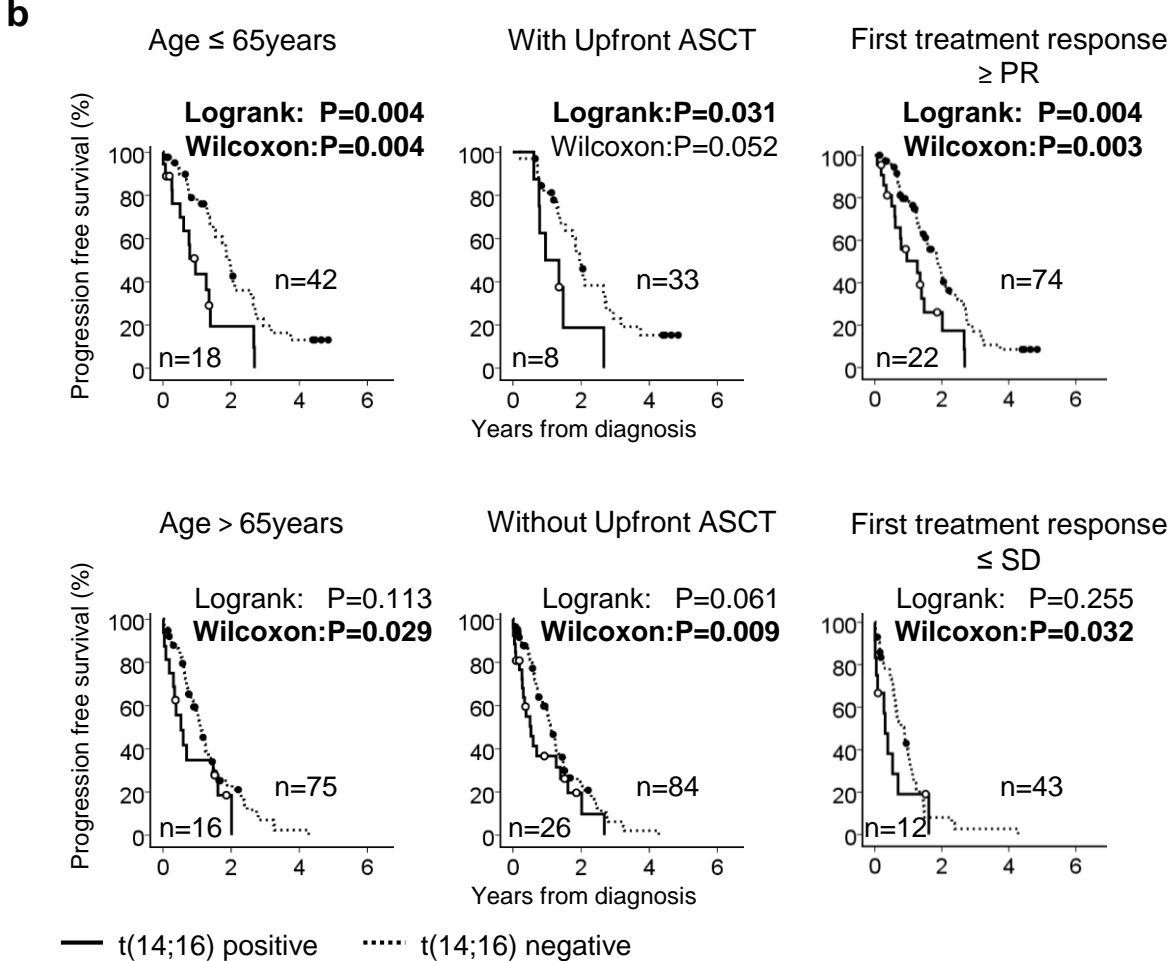 b
Age ≤ 65years
With Upfront ASCT
First treatment response
≥ PR
Progression free survival (%)
Logrank: P=0.004
Wilcoxon:P=0.004
100
80
60
40
20
0
n=42
n=18
0 2 4 6
Logrank:P=0.031
Wilcoxon:P=0.052
100
80
60
40
20
0
n=33
n=8
0 2 4 6
Years from diagnosis
Logrank: P=0.004
Wilcoxon:P=0.003
100
80
60
40
20
0
n=74
n=22
0 2 4 6
Age > 65years
Without Upfront ASCT
First treatment response
≤ SD
Progression free survival (%)
Logrank: P=0.113
Wilcoxon:P=0.029
100
80
60
40
20
0
n=75
n=16
0 2 4 6
Logrank: P=0.061
Wilcoxon:P=0.009
100
80
60
40
20
0
n=84
n=26
0 2 4 6
Years from diagnosis
Logrank: P=0.255
Wilcoxon:P=0.032
100
80
60
40
20
0
n=43
n=12
0 2 4 6
t(14;16) positive
t(14;16) negative